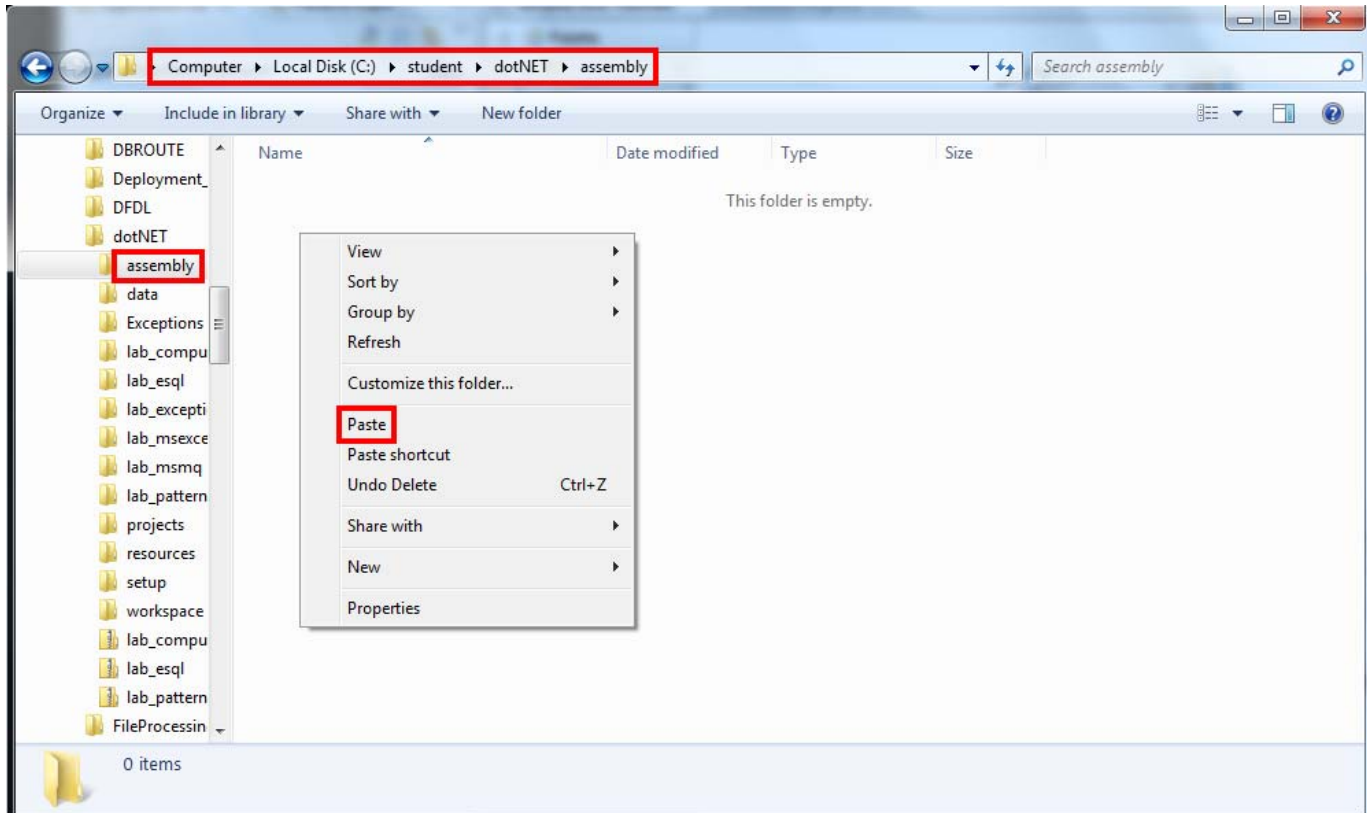 Computer ▸ Local Disk (C:) ▸ student ▸ dotNET ▸ assembly
Search assembly
Organize Include in library Share with New folder
Name Date modified Type Size
This folder is empty.
DBROUTE
Deployment_
DFDL
dotNET
assembly
data
Exceptions
lab_compu
lab_esql
lab_excepti
lab_msexce
lab_msmq
lab_pattern
projects
resources
setup
workspace
lab_compu
lab_esql
lab_pattern
FileProcessin
View
Sort by
Group by
Refresh
Customize this folder...
Paste
Paste shortcut
Undo Delete Ctrl+Z
Share with
New
Properties
0 items